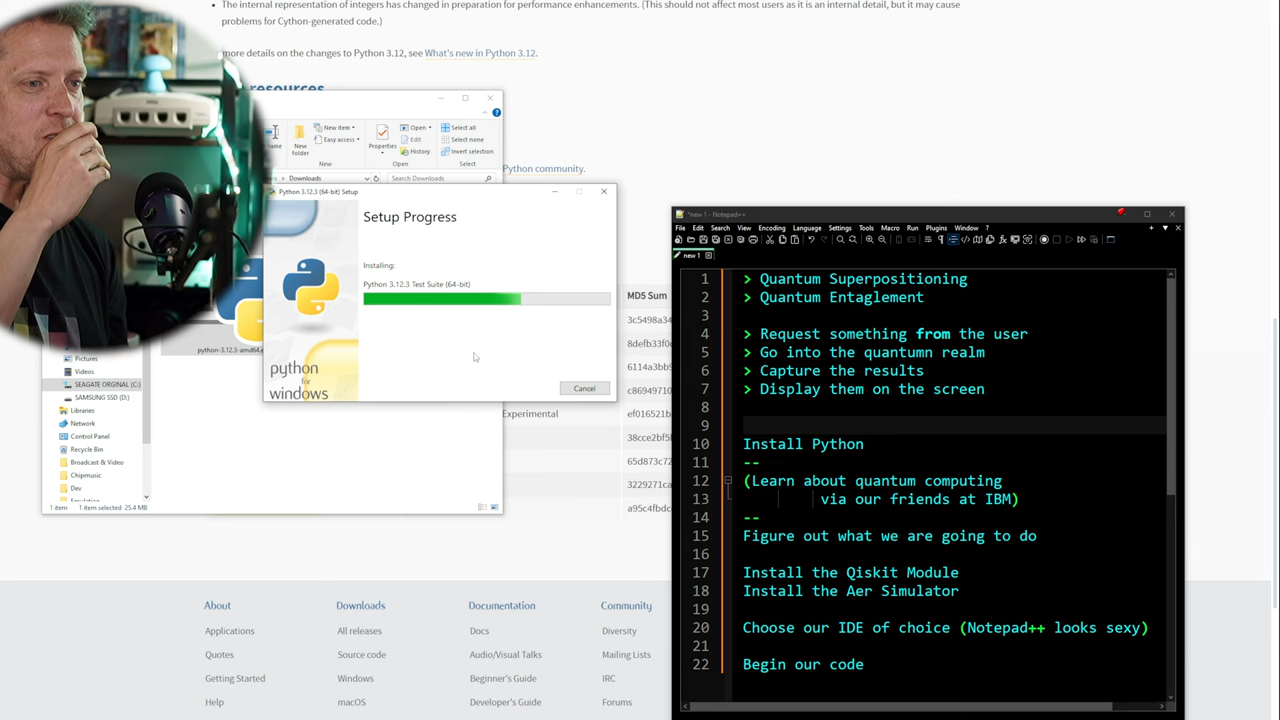 The internal representation of integers has changed in preparation for performance enhancements. (This should not affect most users as it is an internal detail, but it may cause
problems for Cython-generated code.)
more details on the changes to Python 3.12, see What's new in Python 3.12.
resources
New item
Easy access
New
folder
New
Properties
Open
Edit
History
Open
Select all
Select none
Invert selection
Select
Downloads
Search Downloads
Python community.
Python 3.12.3 (64-bit) Setup
Setup Progress
Installing:
Python 3.12.3 Test Suite (64-bit)
python
for
windows
Cancel
python-3.12.3-amd64.e
Pictures
Videos
SEAGATE ORGINAL (C:)
SAMSUNG SSD (D:)
Libraries
Network
Control Panel
Recycle Bin
Broadcast & Video
Chipmusic
Dev
1 item
1 item selected 25.4 MB
MD5 Sum
3c5498a34
8defb33f0
6114a3bb9
c86949710
Experimental
ef016521b
38cce2bf5
65d873c72
3229271ca
a95c4fbdc
*new 1 - Notepad++
File Edit Search View Encoding Language Settings Tools Macro Run Plugins Window ?
new 1
1 > Quantum Superpositioning
2 > Quantum Entaglement
3
4 > Request something from the user
5 > Go into the quantumn realm
6 > Capture the results
7 > Display them on the screen
8
9
10 Install Python
11 --
12 (Learn about quantum computing
13 via our friends at IBM)
14 --
15 Figure out what we are going to do
16
17 Install the Qiskit Module
18 Install the Aer Simulator
19
20 Choose our IDE of choice (Notepad++ looks sexy)
21
22 Begin our code
About
Applications
Quotes
Getting Started
Help
Downloads
All releases
Source code
Windows
macOS
Documentation
Docs
Audio/Visual Talks
Beginner's Guide
Developer's Guide
Community
Diversity
Mailing Lists
IRC
Forums